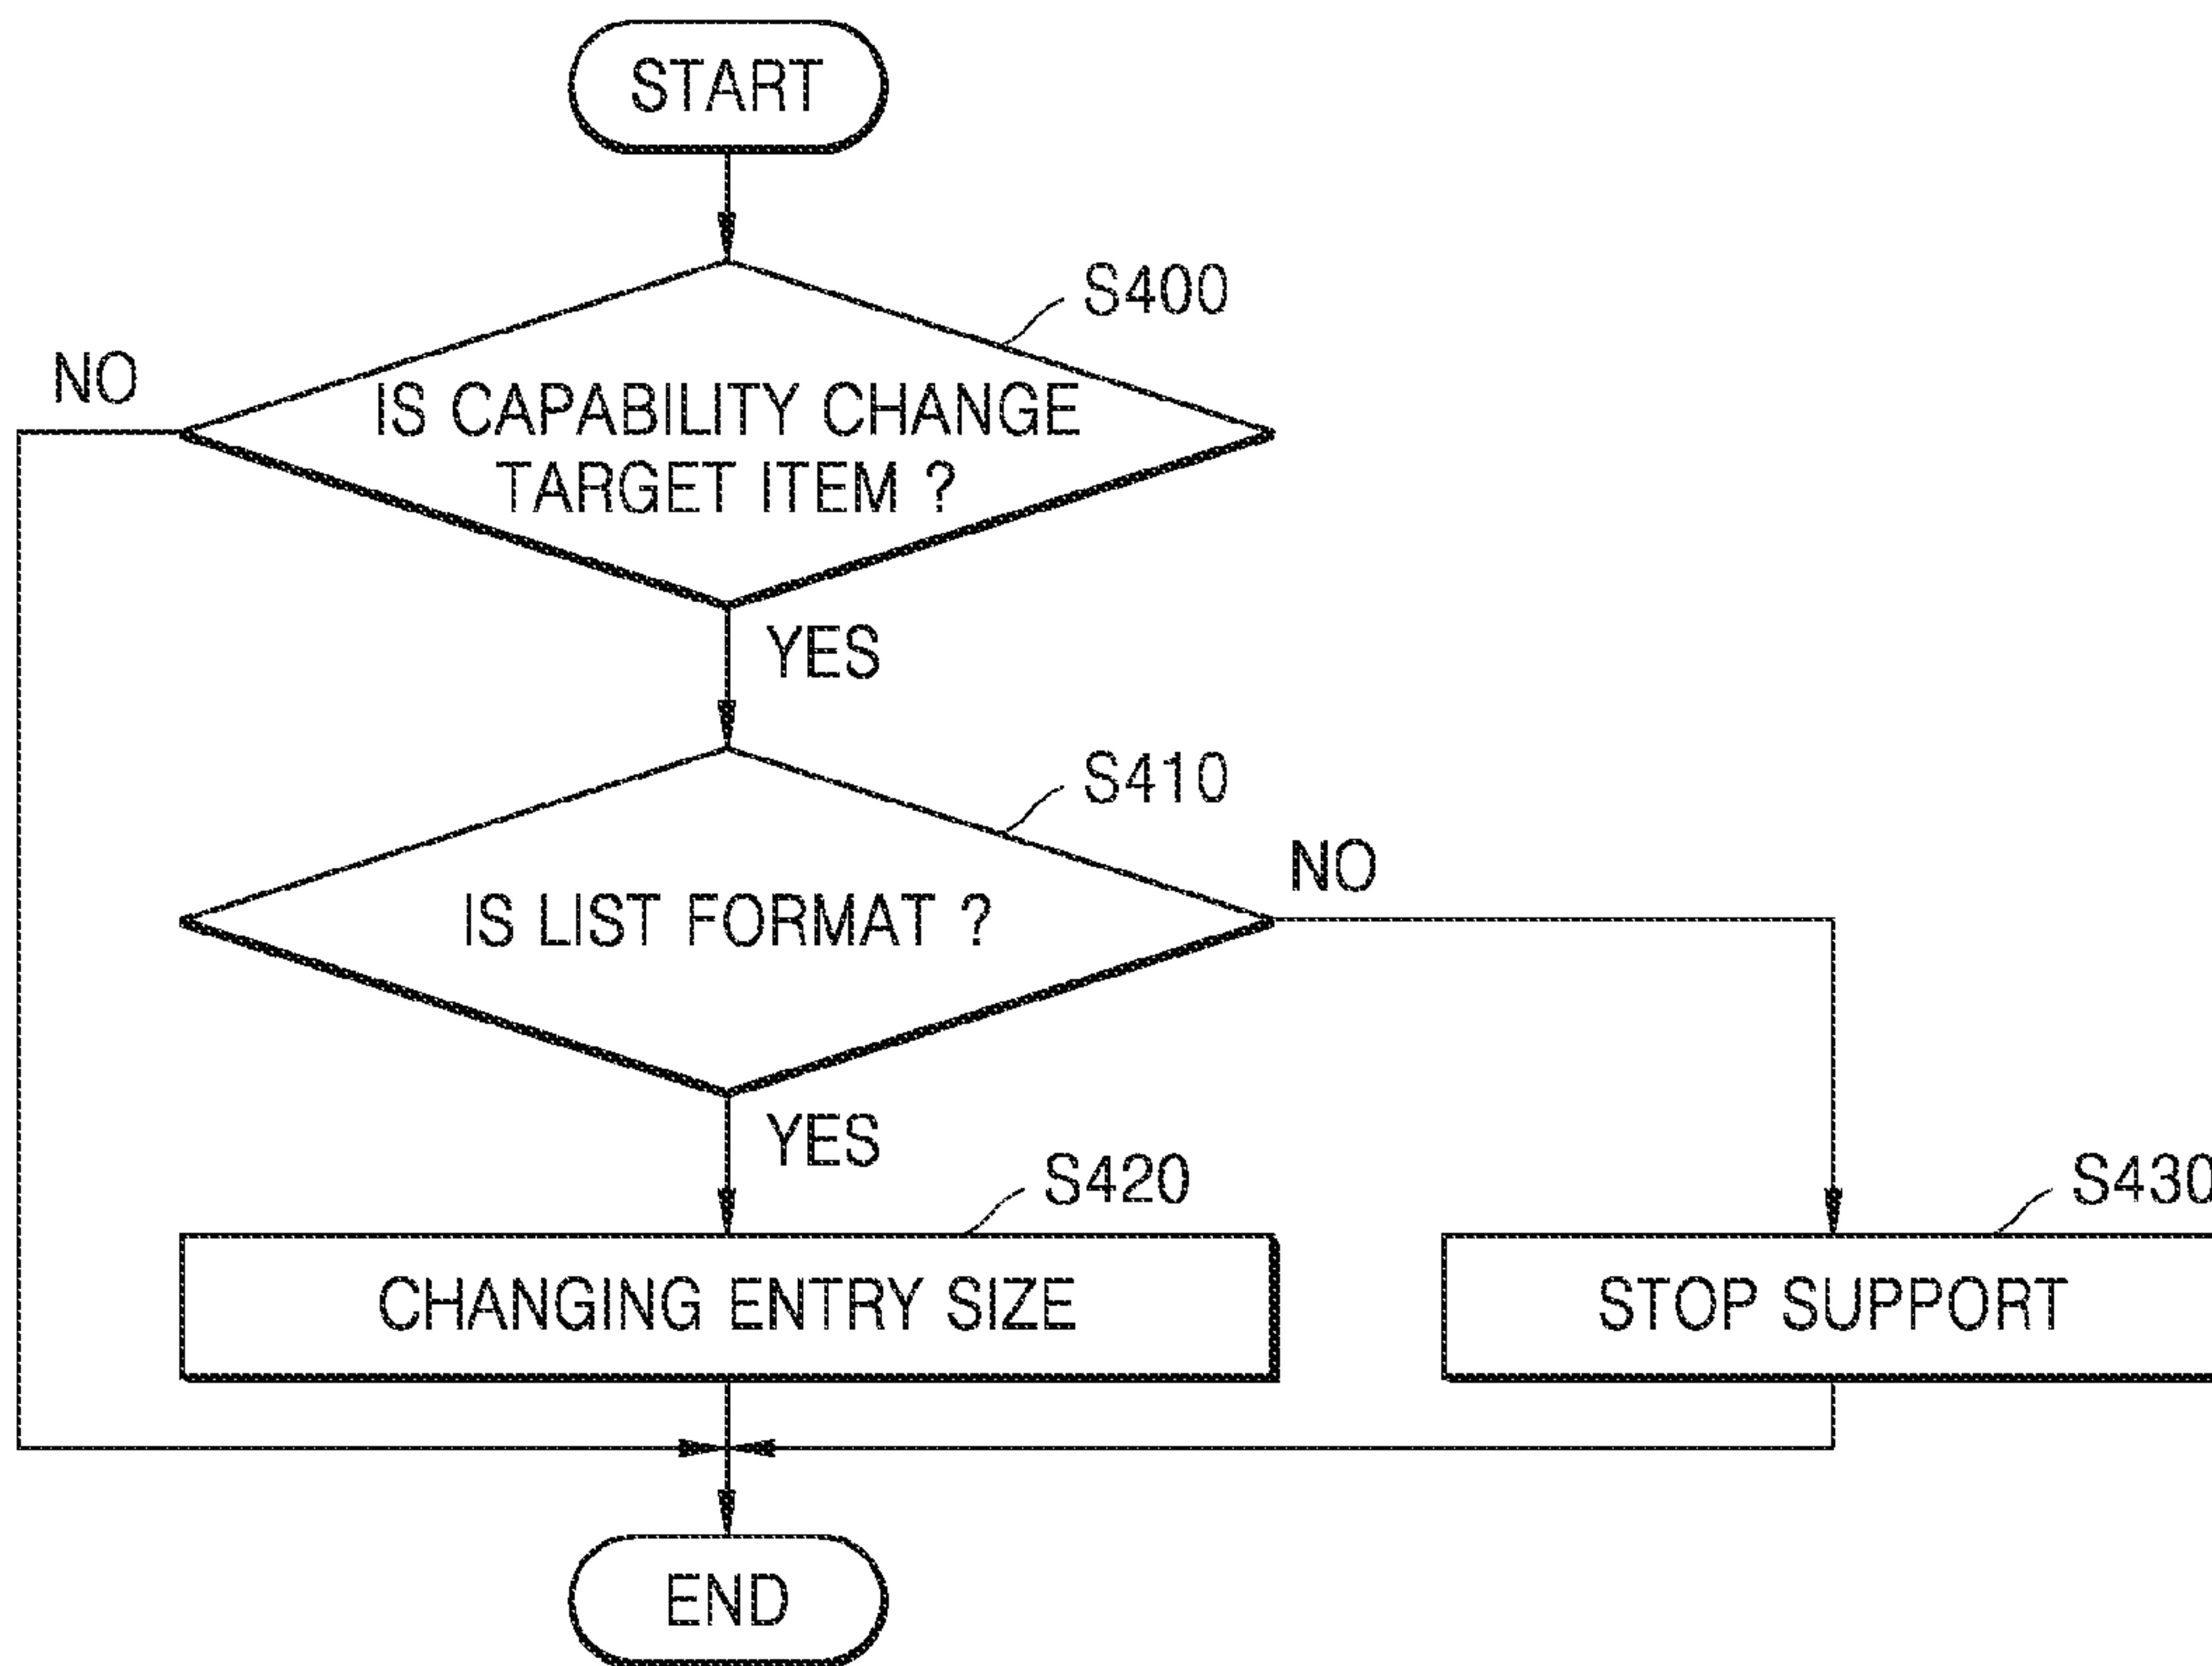 START
S400
NO
IS CAPABILITY CHANGE
TARGET ITEM ?
YES
S410
NO
IS LIST FORMAT ?
YES
S420
S430
CHANGING ENTRY SIZE
STOP SUPPORT
END